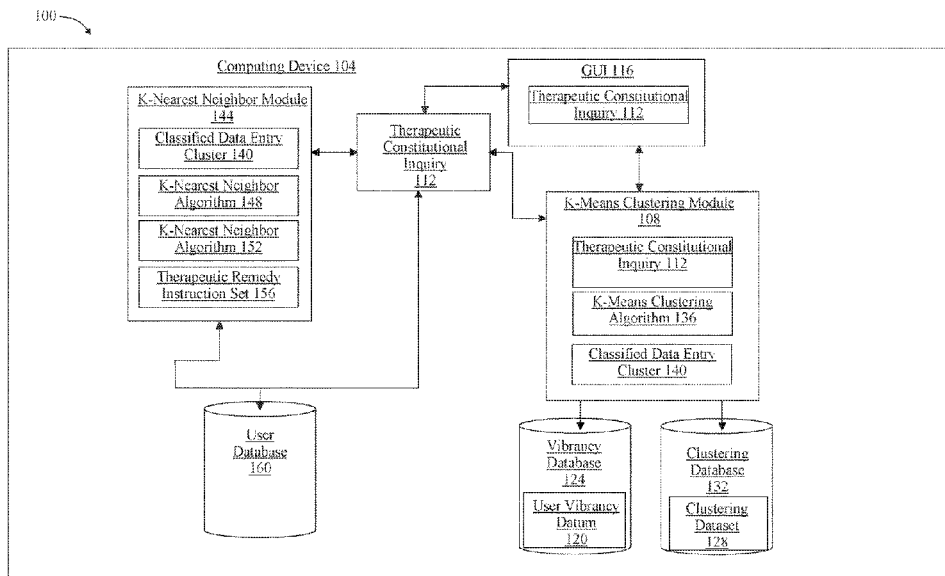 100
Computing Device 104
K-Nearest Neighbor Module
144
Classified Data Entry
Cluster 140
K-Nearest Neighbor
Algorithm 148
K-Nearest Neighbor
Algorithm 152
Therapeutic Remedy
Instruction Set 156
Therapeutic
Constitutional
Inquiry
112
GUI 116
Therapeutic Constitutional
Inquiry 112
K-Means Clustering Module
108
Therapeutic Constitutional
Inquiry 112
K-Means Clustering
Algorithm 136
Classified Data Entry
Cluster 140
User
Database
160
Vibrancy
Database
124
User Vibrancy
Datum
120
Clustering
Database
132
Clustering
Dataset
128